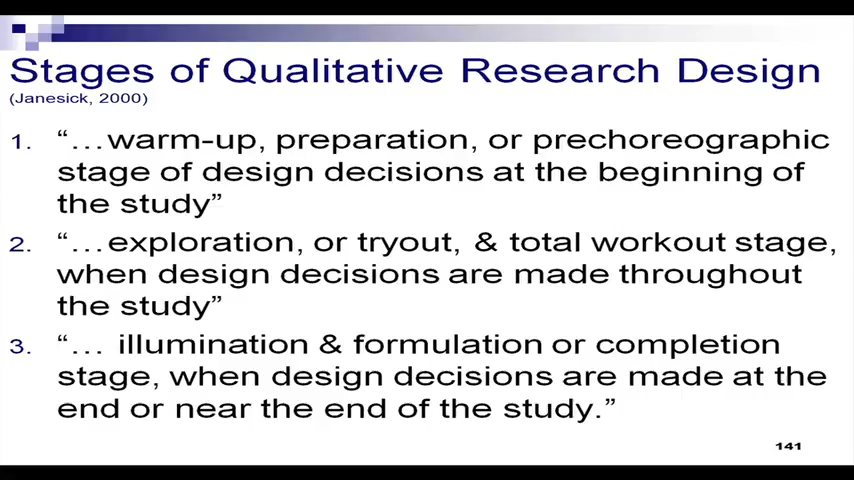 Stages of Qualitative Research Design
(Janesick, 2000)
1. “…warm-up, preparation, or prechoreographic
stage of design decisions at the beginning of
the study”
2. “…exploration, or tryout, & total workout stage,
when design decisions are made throughout
the study”
3. “… illumination & formulation or completion
stage, when design decisions are made at the
end or near the end of the study.”
141